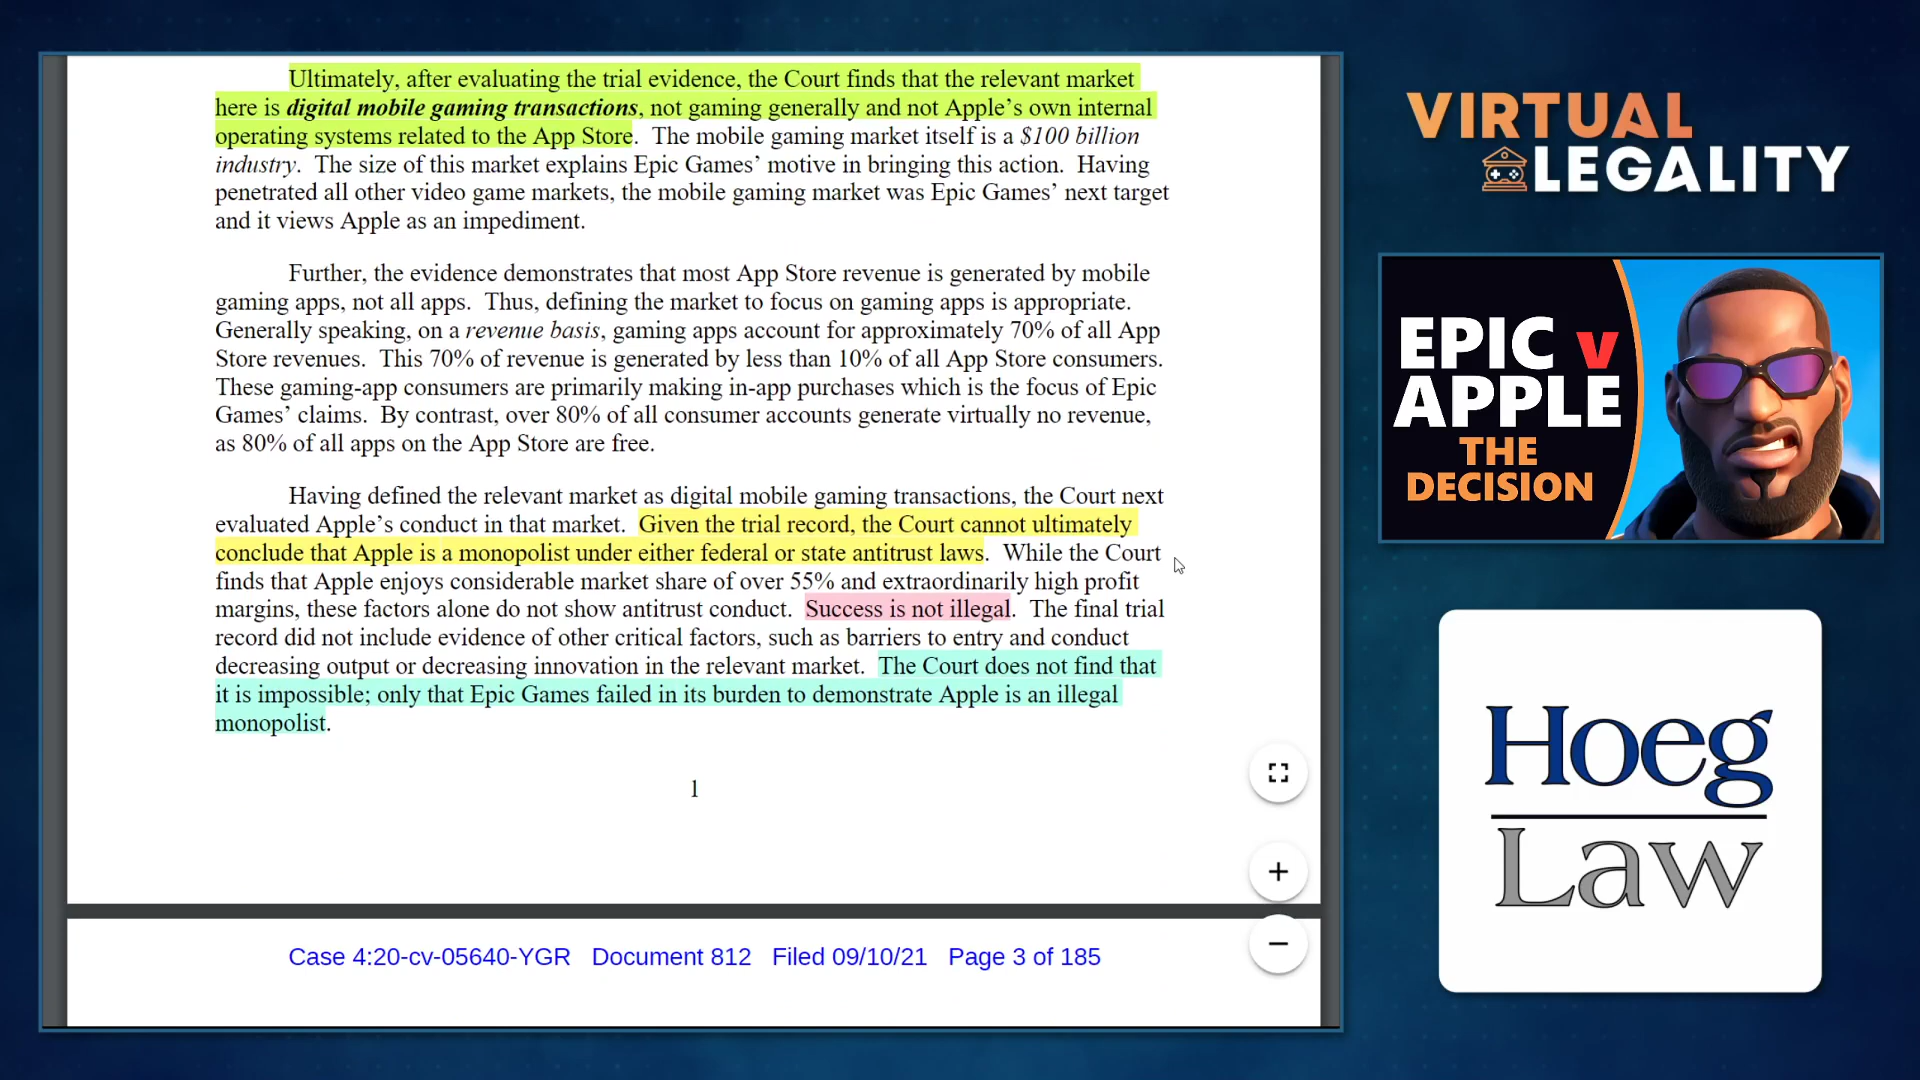 Ultimately, after evaluating the trial evidence, the Court finds that the relevant market
here is digital mobile gaming transactions, not gaming generally and not Apple’s own internal
operating systems related to the App Store.  The mobile gaming market itself is a $100 billion
industry.  The size of this market explains Epic Games’ motive in bringing this action.  Having
penetrated all other video game markets, the mobile gaming market was Epic Games’ next target
and it views Apple as an impediment.
Further, the evidence demonstrates that most App Store revenue is generated by mobile
gaming apps, not all apps.  Thus, defining the market to focus on gaming apps is appropriate.
Generally speaking, on a revenue basis, gaming apps account for approximately 70% of all App
Store revenues.  This 70% of revenue is generated by less than 10% of all App Store consumers.
These gaming-app consumers are primarily making in-app purchases which is the focus of Epic
Games’ claims.  By contrast, over 80% of all consumer accounts generate virtually no revenue,
as 80% of all apps on the App Store are free.
Having defined the relevant market as digital mobile gaming transactions, the Court next
evaluated Apple’s conduct in that market.  Given the trial record, the Court cannot ultimately
conclude that Apple is a monopolist under either federal or state antitrust laws.  While the Court
finds that Apple enjoys considerable market share of over 55% and extraordinarily high profit
margins, these factors alone do not show antitrust conduct.  Success is not illegal.  The final trial
record did not include evidence of other critical factors, such as barriers to entry and conduct
decreasing output or decreasing innovation in the relevant market.  The Court does not find that
it is impossible; only that Epic Games failed in its burden to demonstrate Apple is an illegal
monopolist.
1
Case 4:20-cv-05640-YGR   Document 812   Filed 09/10/21   Page 3 of 185
VIRTUAL
LEGALITY
EPIC v
APPLE
THE
DECISION
Hoeg
Law